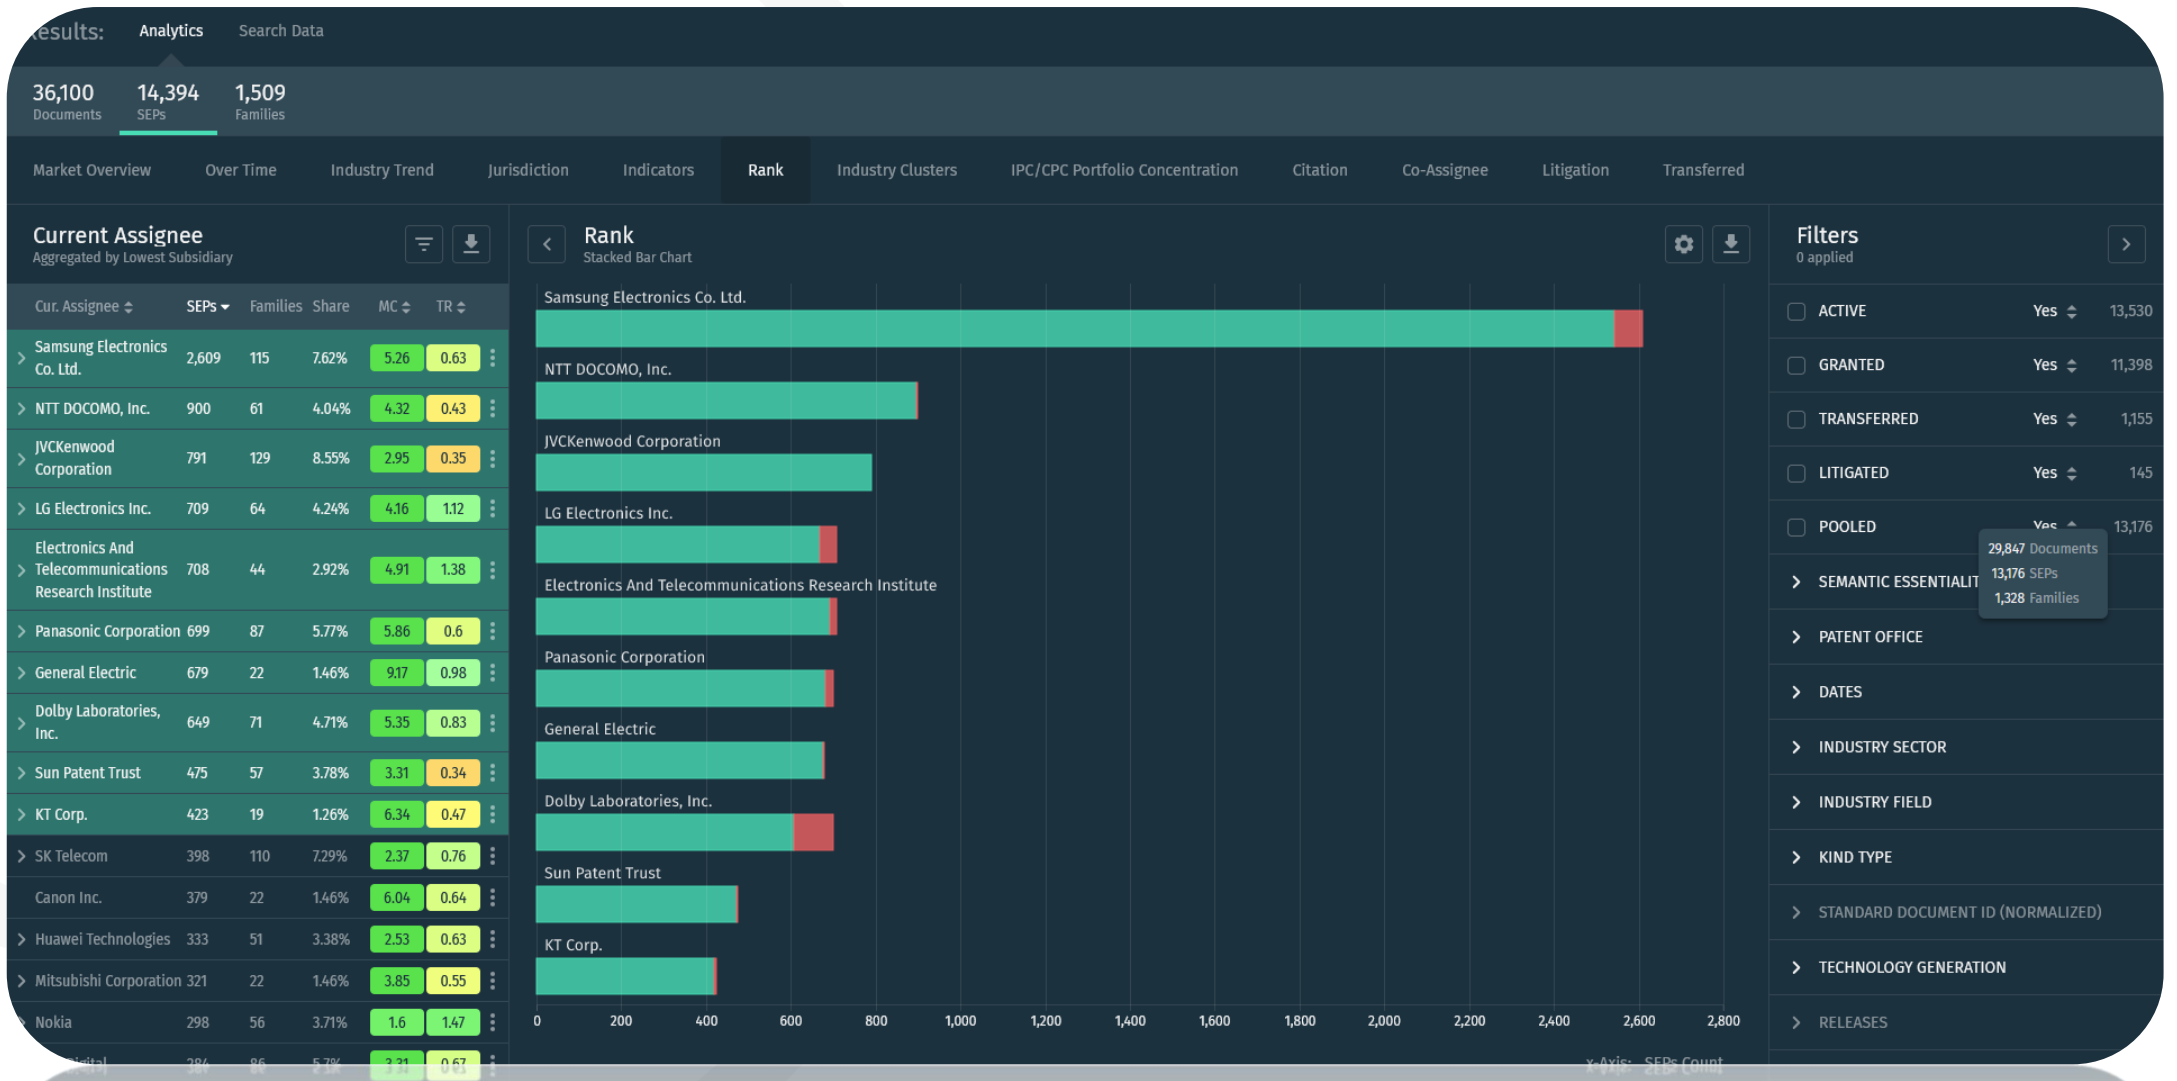 esults: Analytics Search Data
36,100 14,394 1,509
Documents SEPs Families
Market Overview Over Time Industry Trend Jurisdiction Indicators Rank Industry Clusters IPC/CPC Portfolio Concentration Citation Co-Assignee Litigation Transferred
Current Assignee
Aggregated by Lowest Subsidiary
Cur. Assignee SEPs Families Share MC TR
Samsung Electronics
Co. Ltd. 2,609 115 7.62% 5.26 0.63
NTT DOCOMO, Inc. 900 61 4.04% 4.32 0.43
JVCKenwood
Corporation 791 129 8.55% 2.95 0.35
LG Electronics Inc. 709 64 4.24% 4.16 1.12
Electronics And
Telecommunications 708 44 2.92% 4.91 1.38
Research Institute
Panasonic Corporation 699 87 5.77% 5.86 0.6
General Electric 679 22 1.46% 9.17 0.98
Dolby Laboratories,
Inc. 649 71 4.71% 5.35 0.83
Sun Patent Trust 475 57 3.78% 3.31 0.34
KT Corp. 423 19 1.26% 6.34 0.47
SK Telecom 398 110 7.29% 2.37 0.76
Canon Inc. 379 22 1.46% 6.04 0.64
Huawei Technologies 333 51 3.38% 2.53 0.63
Mitsubishi Corporation 321 22 1.46% 3.85 0.55
Nokia 298 56 3.71% 1.6 1.47
igital 284 86 5.7% 3.31 0.67
Rank
Stacked Bar Chart
Samsung Electronics Co. Ltd.
NTT DOCOMO, Inc.
JVCKenwood Corporation
LG Electronics Inc.
Electronics And Telecommunications Research Institute
Panasonic Corporation
General Electric
Dolby Laboratories, Inc.
Sun Patent Trust
KT Corp.
0 200 400 600 800 1,000 1,200 1,400 1,600 1,800 2,000 2,200 2,400 2,600 2,800
x-Axis: SEPs Count
Filters
0 applied
ACTIVE Yes 13,530
GRANTED Yes 11,398
TRANSFERRED Yes 1,155
LITIGATED Yes 145
POOLED Yes 13,176
29,847 Documents
13,176 SEPs
1,328 Families
SEMANTIC ESSENTIALIT
PATENT OFFICE
DATES
INDUSTRY SECTOR
INDUSTRY FIELD
KIND TYPE
STANDARD DOCUMENT ID (NORMALIZED)
TECHNOLOGY GENERATION
RELEASES